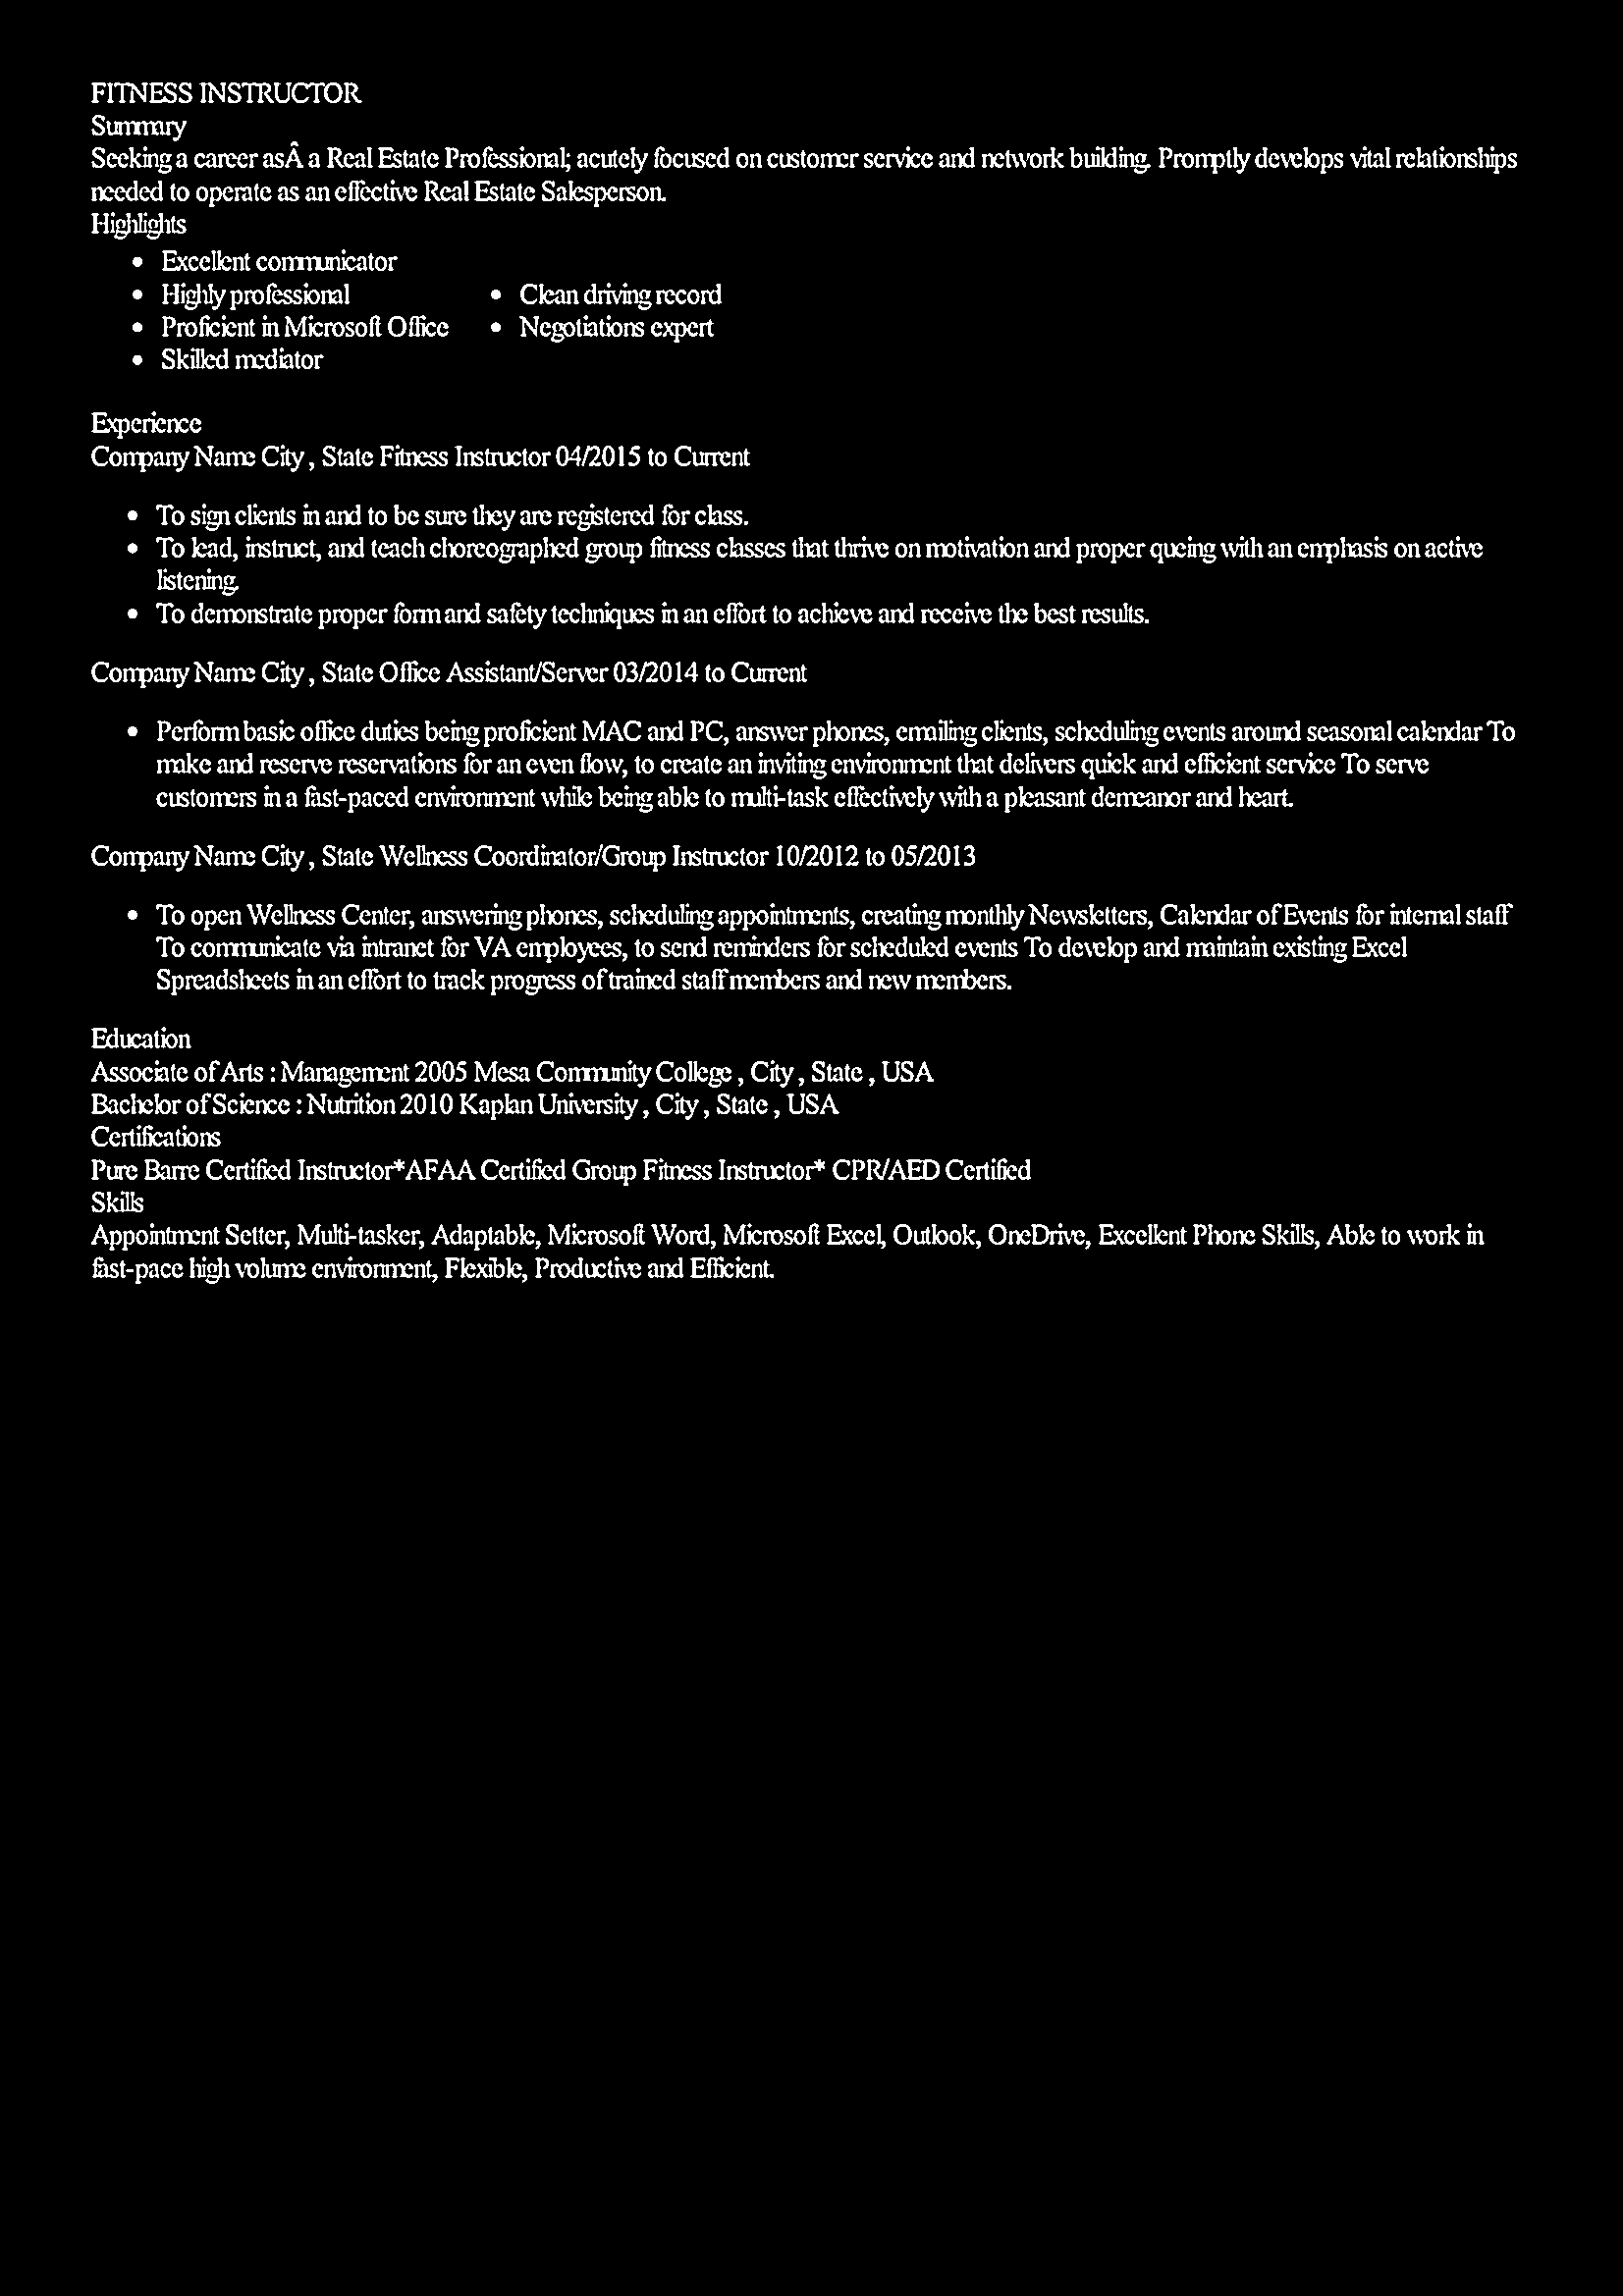 FITNESS INSTRUCTOR
Summary
Seeking a career asÂ a Real Estate Professional; acutely focused on customer service and network building. Promptly develops vital relationships
needed to operate as an effective Real Estate Salesperson.
Highlights
• Excellent communicator
• Highly professional • Clean driving record
• Proficient in Microsoft Office • Negotiations expert
• Skilled mediator
Experience
Company Name City , State Fitness Instructor 04/2015 to Current
• To sign clients in and to be sure they are registered for class.
• To lead, instruct, and teach choreographed group fitness classes that thrive on motivation and proper queing with an emphasis on active
listening.
• To demonstrate proper form and safety techniques in an effort to achieve and receive the best results.
Company Name City , State Office Assistant/Server 03/2014 to Current
• Perform basic office duties being proficient MAC and PC, answer phones, emailing clients, scheduling events around seasonal calendar To
make and reserve reservations for an even flow, to create an inviting environment that delivers quick and efficient service To serve
customers in a fast-paced environment while being able to multi-task effectively with a pleasant demeanor and heart.
Company Name City , State Wellness Coordinator/Group Instructor 10/2012 to 05/2013
• To open Wellness Center, answering phones, scheduling appointments, creating monthly Newsletters, Calendar of Events for internal staff
To communicate via intranet for VA employees, to send reminders for scheduled events To develop and maintain existing Excel
Spreadsheets in an effort to track progress of trained staff members and new members.
Education
Associate of Arts : Management 2005 Mesa Community College , City , State , USA
Bachelor of Science : Nutrition 2010 Kaplan University , City , State , USA
Certifications
Pure Barre Certified Instructor*AFAA Certified Group Fitness Instructor* CPR/AED Certified
Skills
Appointment Setter, Multi-tasker, Adaptable, Microsoft Word, Microsoft Excel, Outlook, OneDrive, Excellent Phone Skills, Able to work in
fast-pace high volume environment, Flexible, Productive and Efficient.